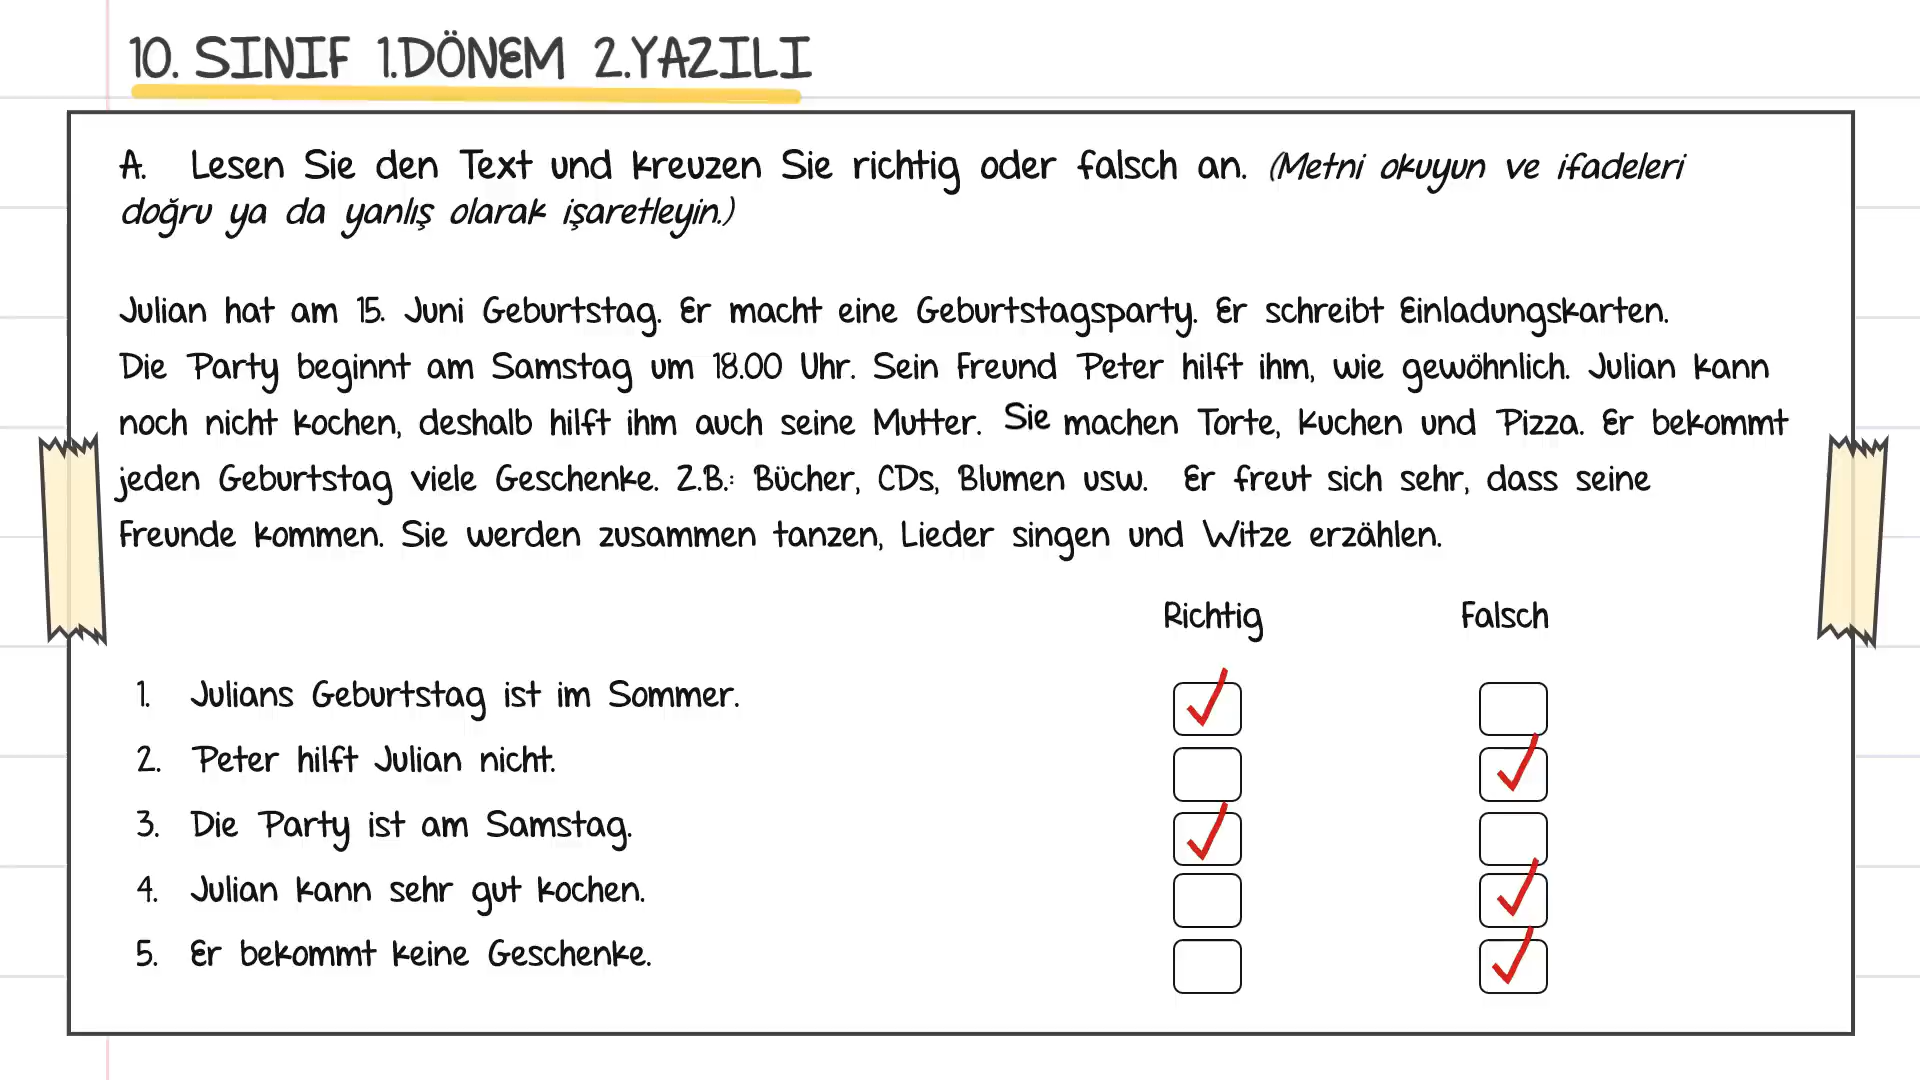 10. SINIF 1.DÖNEM 2.YAZILI
A. Lesen Sie den Text und kreuzen Sie richtig oder falsch an. (Metni okuyun ve ifadeleri
doğru ya da yanlış olarak işaretleyin.)
Julian hat am 15. Juni Geburtstag. Er macht eine Geburtstagsparty. Er schreibt Einladungskarten.
Die Party beginnt am Samstag um 18.00 Uhr. Sein Freund Peter hilft ihm, wie gewöhnlich. Julian kann
noch nicht kochen, deshalb hilft ihm auch seine Mutter. Sie machen Torte, Kuchen und Pizza. Er bekommt
jeden Geburtstag viele Geschenke. Z.B.: Bücher, CDs, Blumen usw. Er freut sich sehr, dass seine
Freunde kommen. Sie werden zusammen tanzen, Lieder singen und Witze erzählen.
Richtig Falsch
1. Julians Geburtstag ist im Sommer.
2. Peter hilft Julian nicht.
3. Die Party ist am Samstag.
4. Julian kann sehr gut kochen.
5. Er bekommt keine Geschenke.